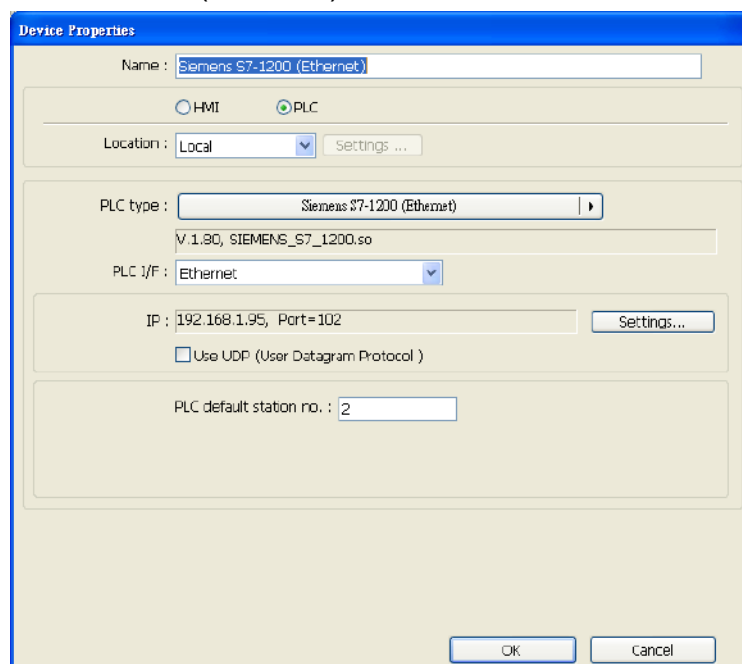 Device Properties
Name : Siemens S7-1200 (Ethernet)
HMI PLC
Location : Local Settings ...
PLC type : Siemens S7-1200 (Ethernet)
V.1.80, SIEMENS_S7_1200.so
PLC I/F : Ethernet
IP : 192.168.1.95, Port=102 Settings...
Use UDP (User Datagram Protocol )
PLC default station no. : 2
OK Cancel